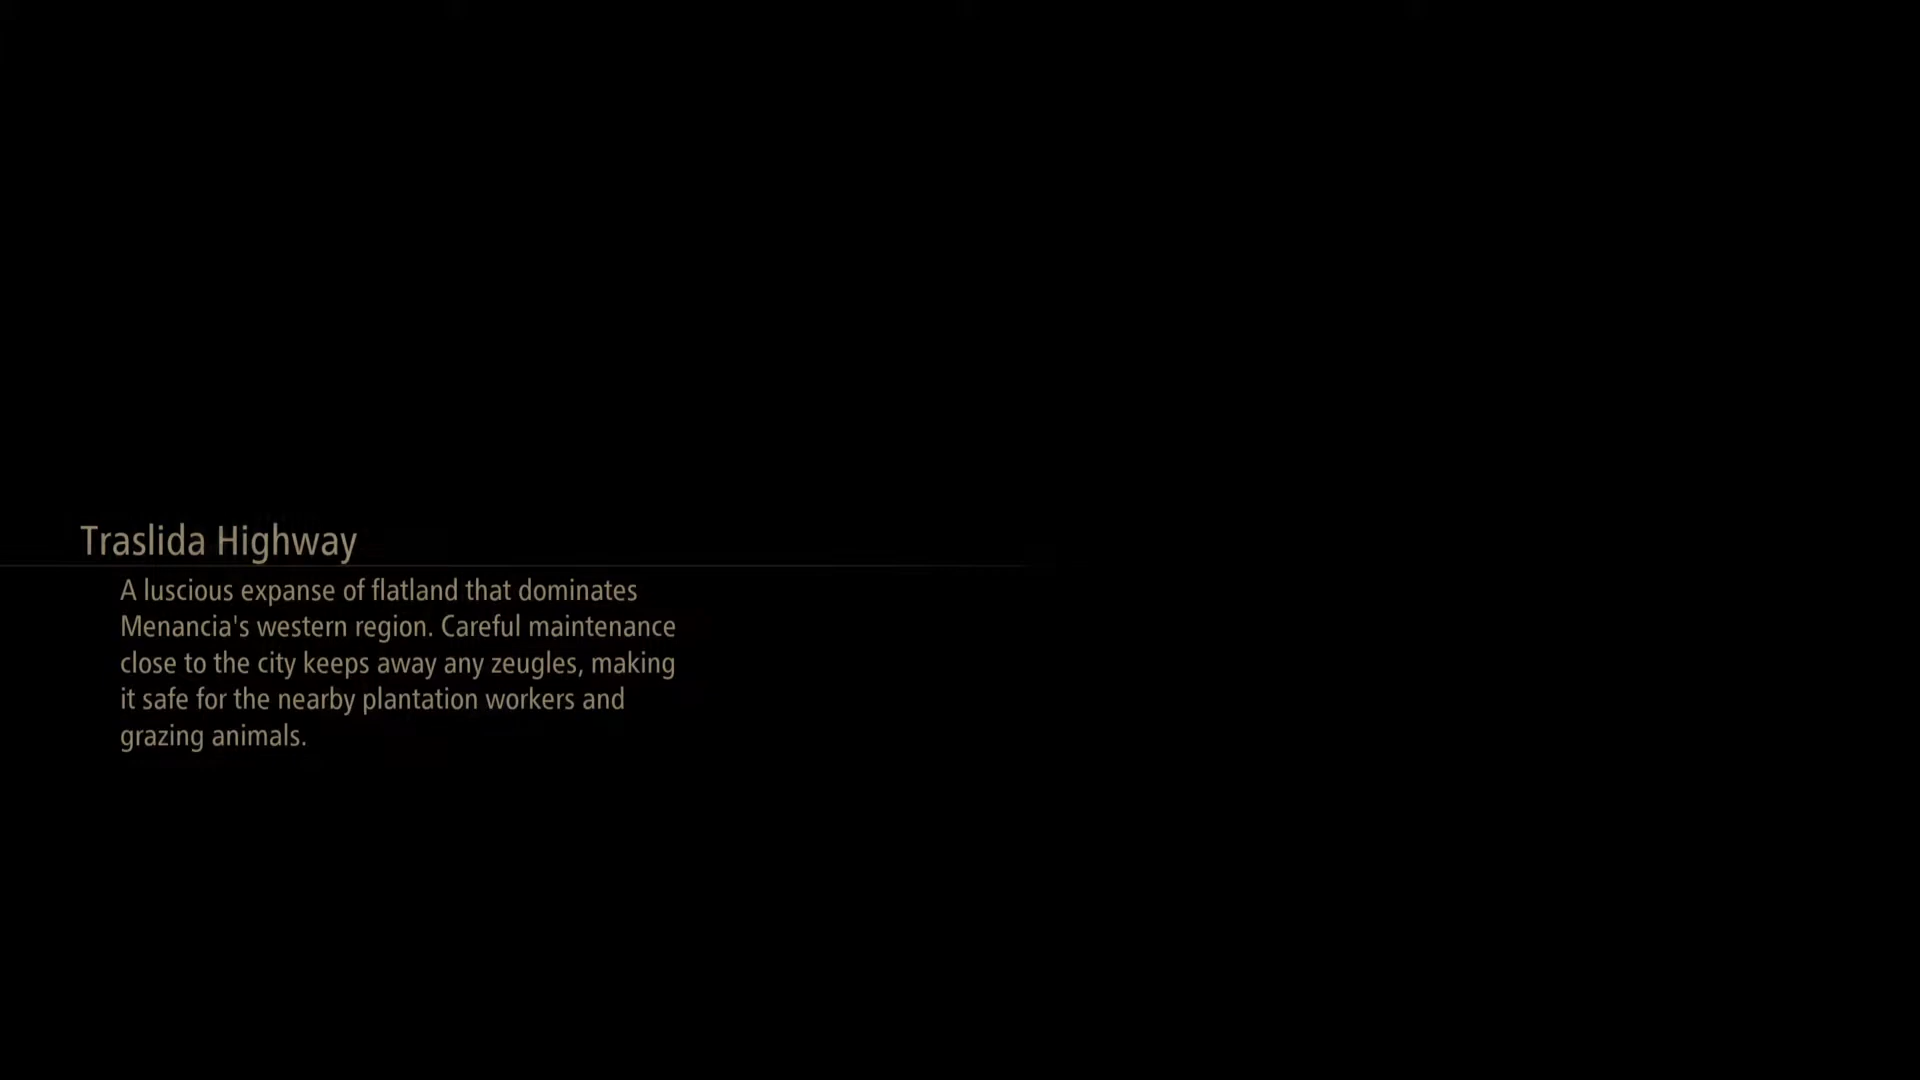 Traslida Highway
A luscious expanse of flatland that dominates
Menancia's western region. Careful maintenance
close to the city keeps away any zeugles, making
it safe for the nearby plantation workers and
grazing animals.